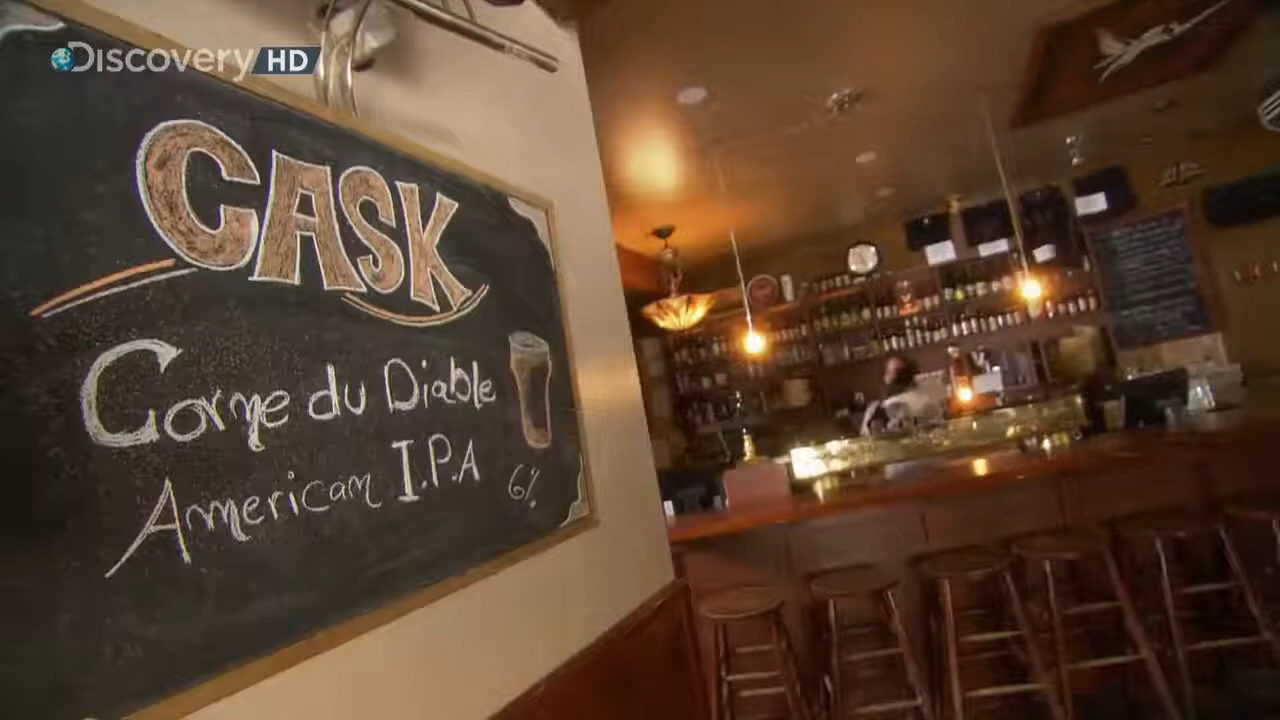 Discovery HD
CASK
Corne du Diable
American I.P.A
6%